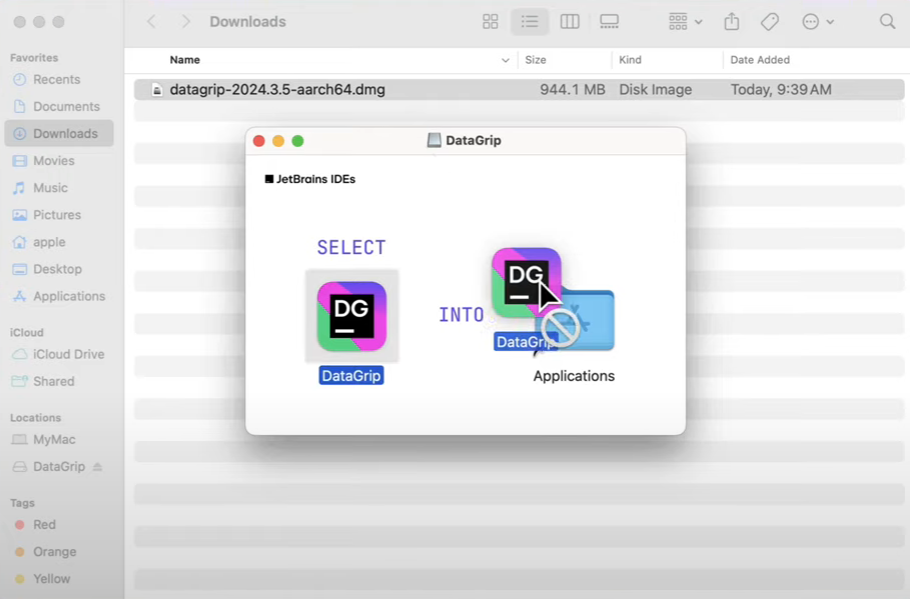 Downloads
Favorites
Recents
Documents
Downloads
Movies
Music
Pictures
apple
Desktop
Applications
iCloud
iCloud Drive
Shared
Locations
MyMac
DataGrip
Tags
Red
Orange
Yellow
Name Size Kind Date Added
datagrip-2024.3.5-aarch64.dmg 944.1 MB Disk Image Today, 9:39 AM
DataGrip
JetBrains IDEs
SELECT
DG
DataGrip
INTO
DG
DataGrip
Applications